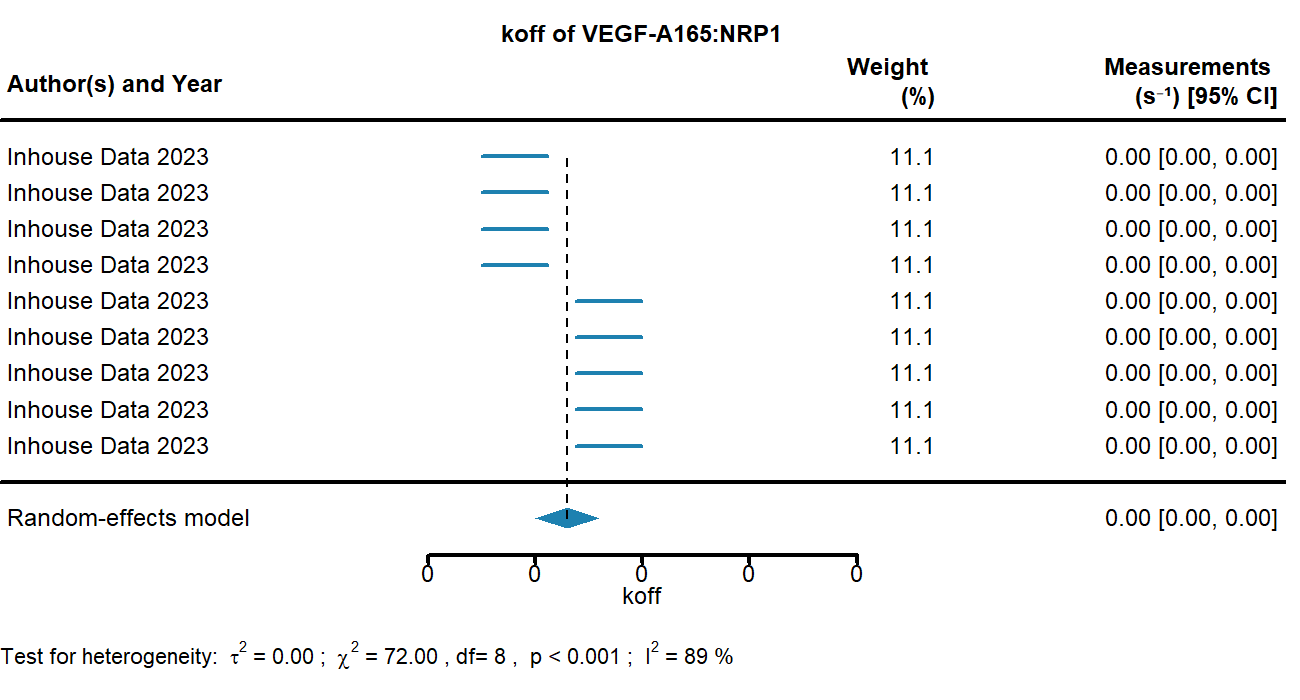 koff of VEGF-A165:NRP1
Author(s) and Year Weight (%) Measurements (s⁻¹) [95% CI]
Inhouse Data 2023 11.1 0.00 [0.00, 0.00]
Inhouse Data 2023 11.1 0.00 [0.00, 0.00]
Inhouse Data 2023 11.1 0.00 [0.00, 0.00]
Inhouse Data 2023 11.1 0.00 [0.00, 0.00]
Inhouse Data 2023 11.1 0.00 [0.00, 0.00]
Inhouse Data 2023 11.1 0.00 [0.00, 0.00]
Inhouse Data 2023 11.1 0.00 [0.00, 0.00]
Inhouse Data 2023 11.1 0.00 [0.00, 0.00]
Inhouse Data 2023 11.1 0.00 [0.00, 0.00]
Random-effects model 0.00 [0.00, 0.00]
0 0 0 0 0
koff
Test for heterogeneity: τ² = 0.00 ; χ² = 72.00 , df= 8 , p < 0.001 ; I² = 89 %